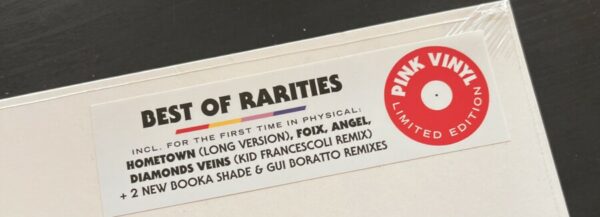 BEST OF RARITIES
INCL. FOR THE FIRST TIME IN PHYSICAL:
HOMETOWN (LONG VERSION), FOIX, ANGEL,
DIAMONDS VEINS (KID FRANCESCOLI REMIX)
+ 2 NEW BOOKA SHADE & GUI BORATTO REMIXES
PINK VINYL
LIMITED EDITION